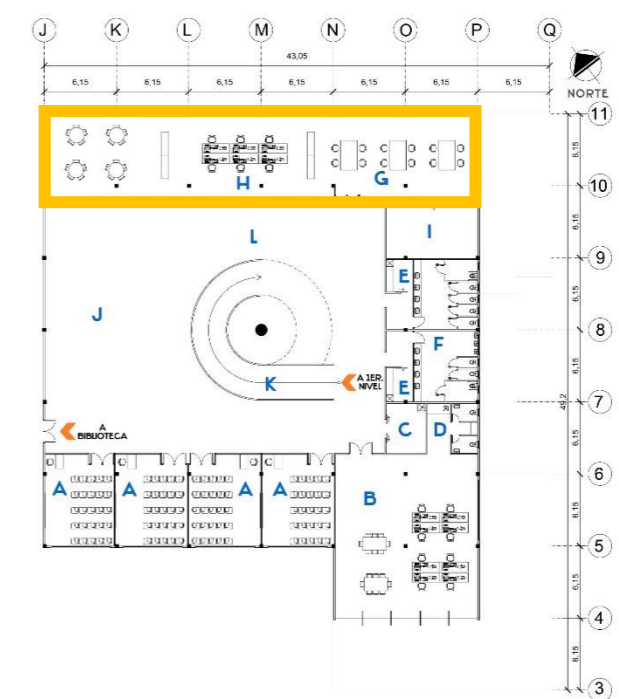 J K L M N O P Q
43,05
6,15 6,15 6,15 6,15 6,15 6,15 6,15
NORTE
11
6,15
H
G
10
6,15
L
I
9
E
6,15
J
8
F
6,15
K
A 1ER.
NIVEL
E
7
49,2
A
BIBLIOTECA
C
D
6,15
6
A A A A
B
6,15
5
6,15
4
6,15
3